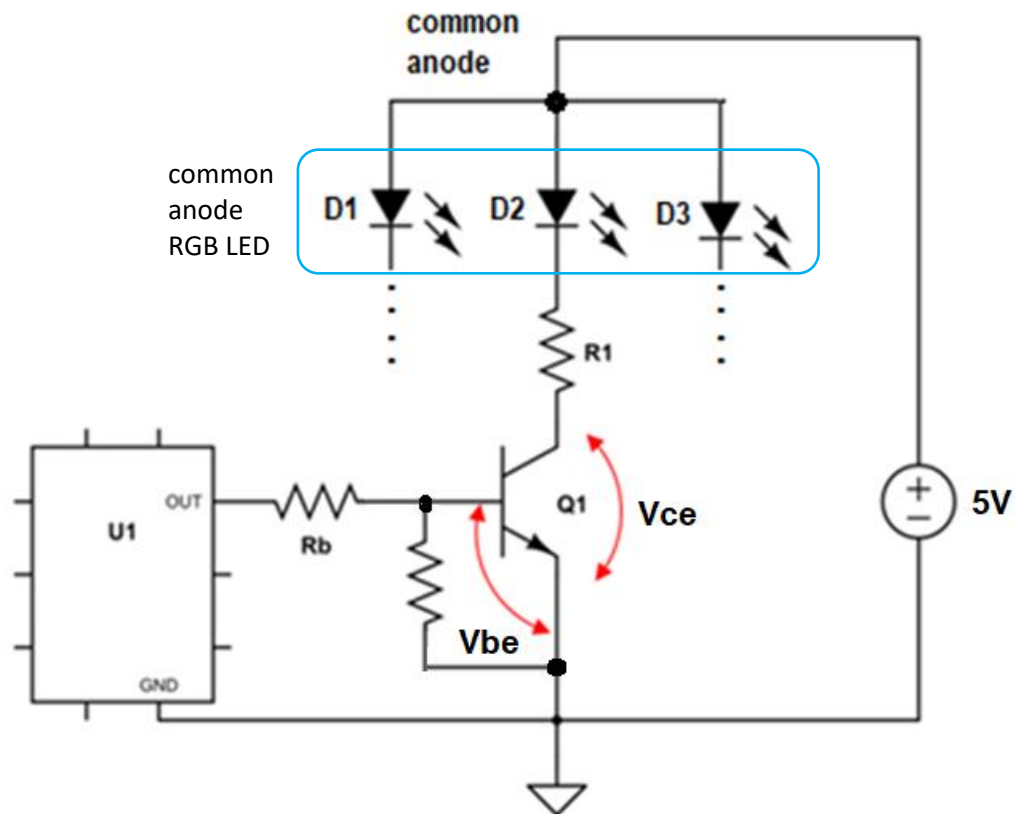 common
anode
common
anode
RGB LED
D1
D2
D3
R1
OUT
U1
Rb
Q1
Vce
5V
Vbe
GND